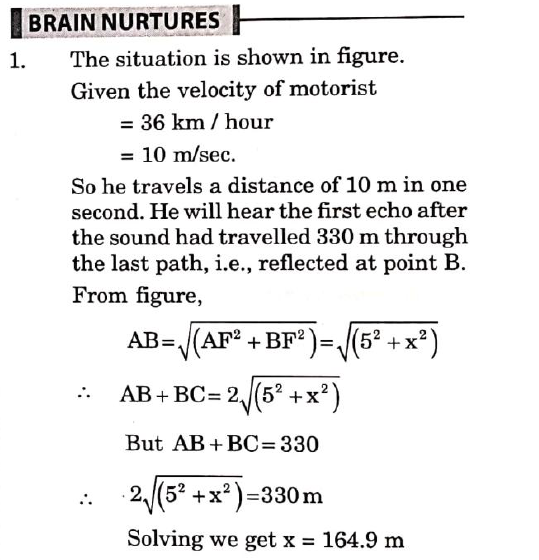 BRAIN NURTURES
1. The situation is shown in figure.
Given the velocity of motorist
= 36 km / hour
= 10 m/sec.
So he travels a distance of 10 m in one
second. He will hear the first echo after
the sound had travelled 330 m through
the last path, i.e., reflected at point B.
From figure,
AB=√(AF² + BF²)=√(5² + x²)
∴ AB + BC= 2√(5² + x²)
But AB + BC= 330
∴ 2√(5² + x²)=330m
Solving we get x = 164.9 m